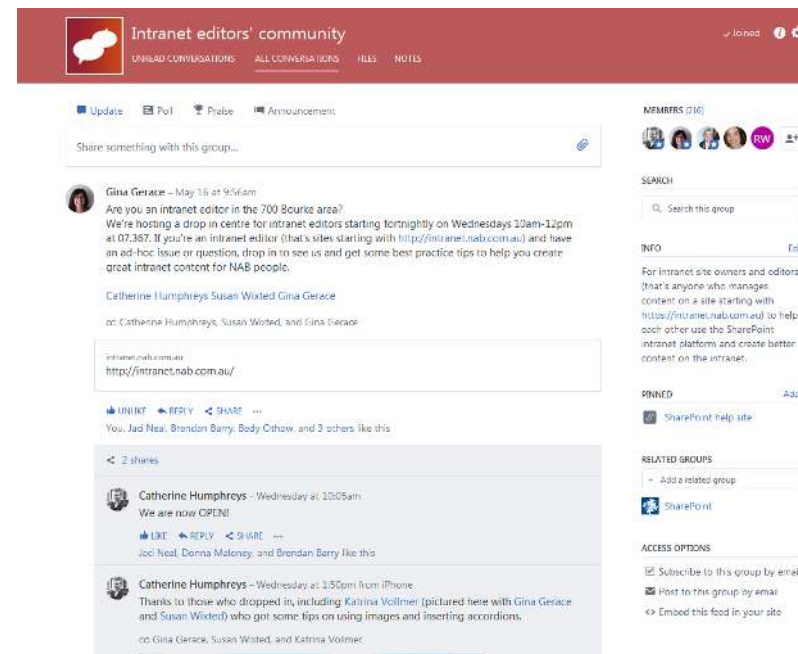 Intranet editors' community
UNREAD CONVERSATIONS ALL CONVERSATIONS FILES NOTES
Joined
Update Poll Praise Announcement
Share something with this group...
Gina Gerace – May 16 at 9:56am
Are you an intranet editor in the 700 Bourke area?
We're hosting a drop in centre for intranet editors starting fortnightly on Wednesdays 10am-12pm
at 07.367. If you're an intranet editor (that's sites starting with http://intranet.nab.com.au) and have
an ad-hoc issue or question, drop in to see us and get some best practice tips to help you create
great intranet content for NAB people.
Catherine Humphreys Susan Wixted Gina Gerace
cc: Catherine Humphreys, Susan Wixted, and Gina Gerace
intranet.nab.com.au
http://intranet.nab.com.au/
UNLIKE REPLY SHARE ...
You, Jaci Neal, Brendan Barry, Bedy Othow, and 3 others like this
2 shares
Catherine Humphreys – Wednesday at 10:05am
We are now OPEN!
LIKE REPLY SHARE ...
Jaci Neal, Donna Maloney, and Brendan Barry like this
Catherine Humphreys – Wednesday at 1:50pm from iPhone
Thanks to those who dropped in, including Katrina Vollmer (pictured here with Gina Gerace
and Susan Wixted) who got some tips on using images and inserting accordions.
cc: Gina Gerace, Susan Wixted, and Katrina Vollmer
MEMBERS (216)
RW
SEARCH
Search this group
INFO
For intranet site owners and editors
(that's anyone who manages
content on a site starting with
https://intranet.nab.com.au) to help
each other use the SharePoint
intranet platform and create better
content on the intranet.
PINNED
SharePoint help site
RELATED GROUPS
Add a related group
SharePoint
ACCESS OPTIONS
Subscribe to this group by email
Post to this group by email
<> Embed this feed in your site